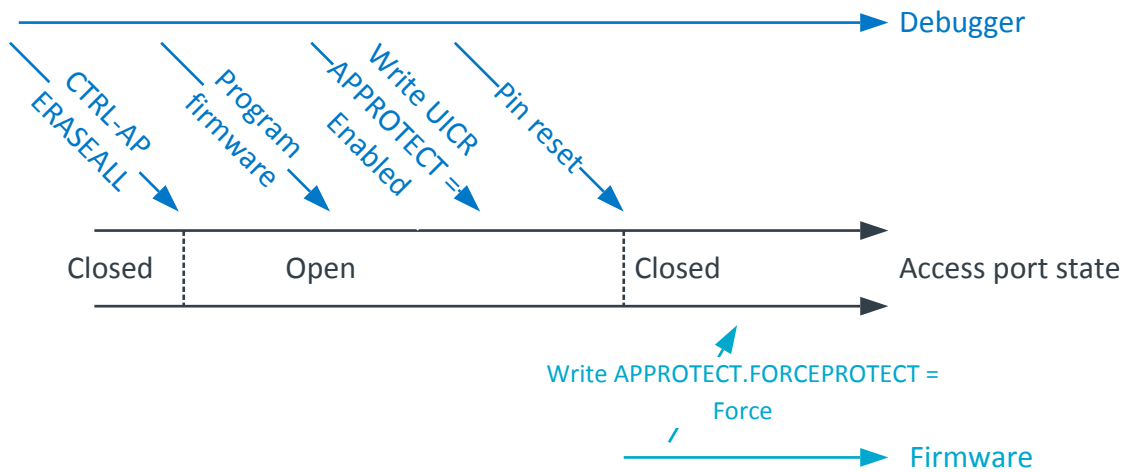 Debugger
CTRL-AP
ERASEALL
Program
firmware
Write UICR
APPROTECT =
Enabled
Pin reset
Closed
Open
Closed
Access port state
Write APPROTECT.FORCEPROTECT =
Force
Firmware